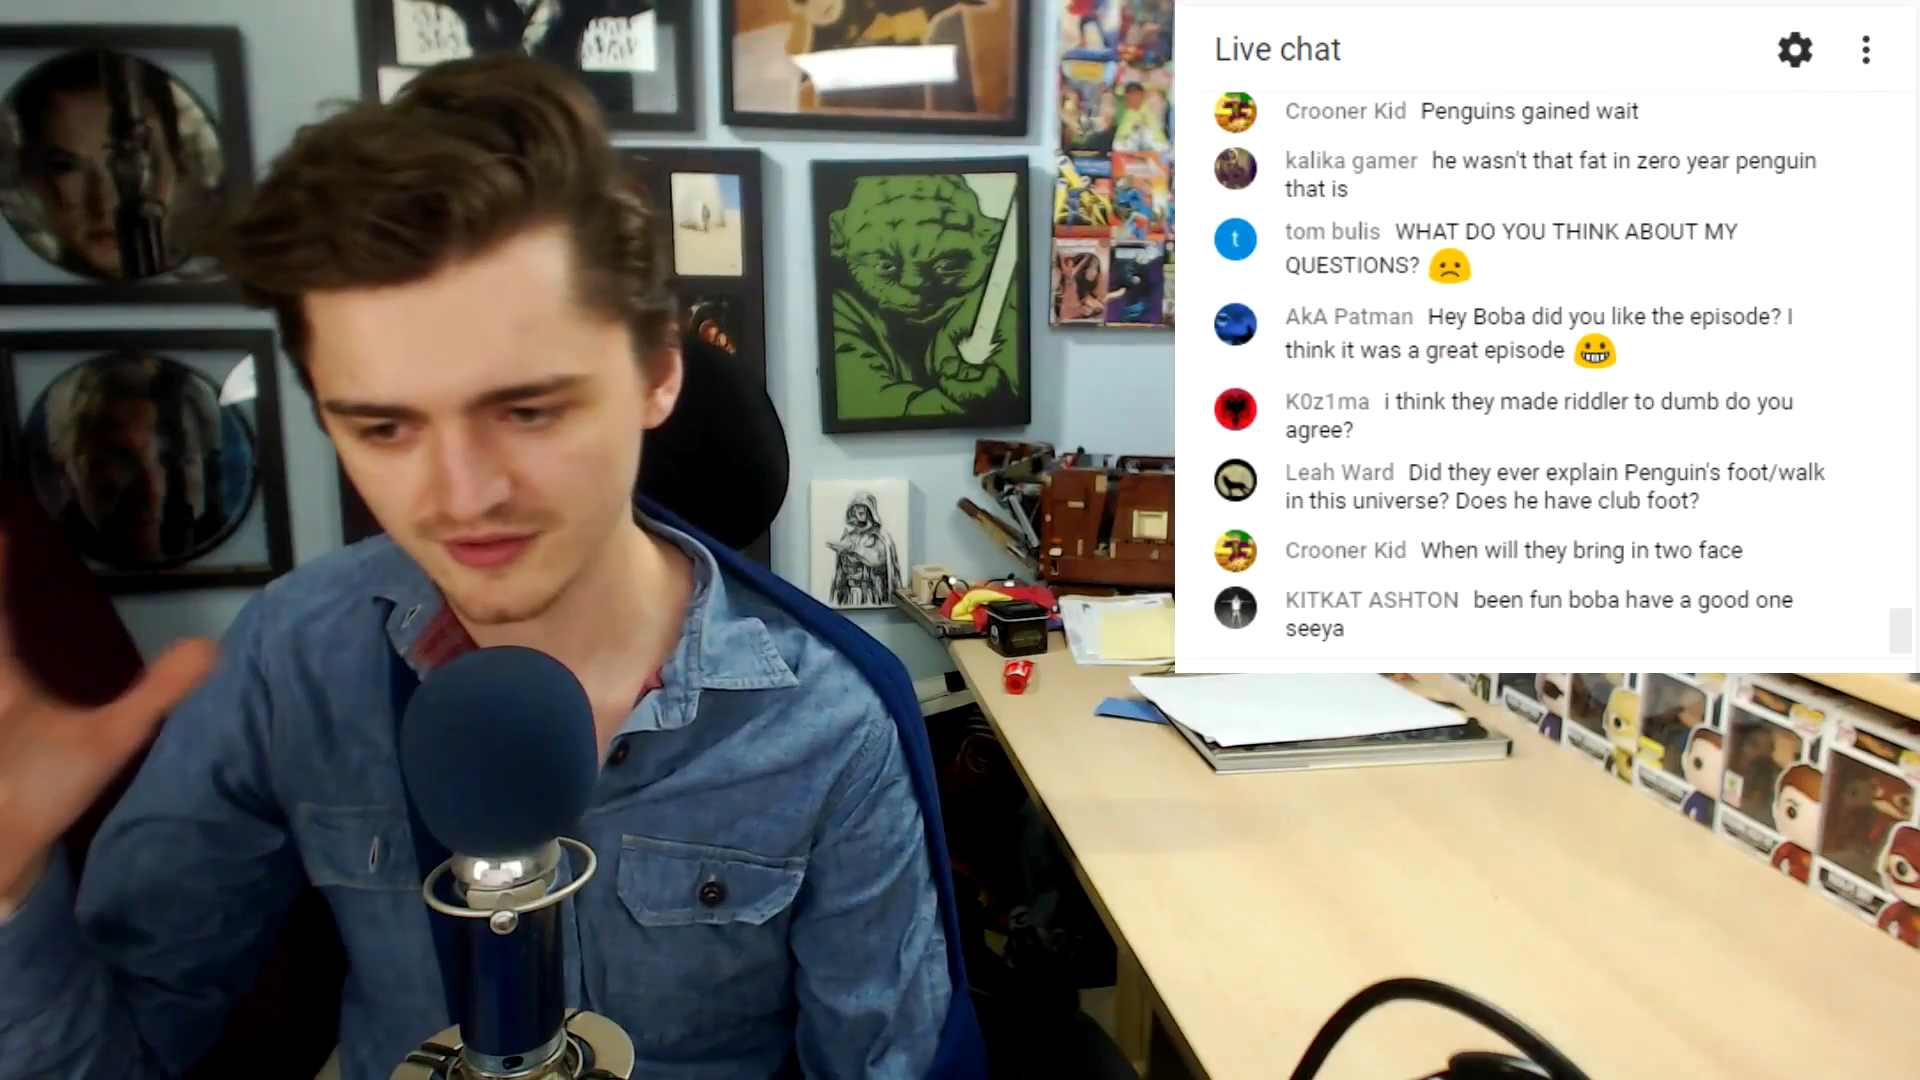 Live chat
Crooner Kid Penguins gained wait
kalika gamer he wasn't that fat in zero year penguin
that is
t
tom bulis WHAT DO YOU THINK ABOUT MY
QUESTIONS?
AkA Patman Hey Boba did you like the episode? I
think it was a great episode
K0z1ma i think they made riddler to dumb do you
agree?
Leah Ward Did they ever explain Penguin's foot/walk
in this universe? Does he have club foot?
Crooner Kid When will they bring in two face
KITKAT ASHTON been fun boba have a good one
seeya